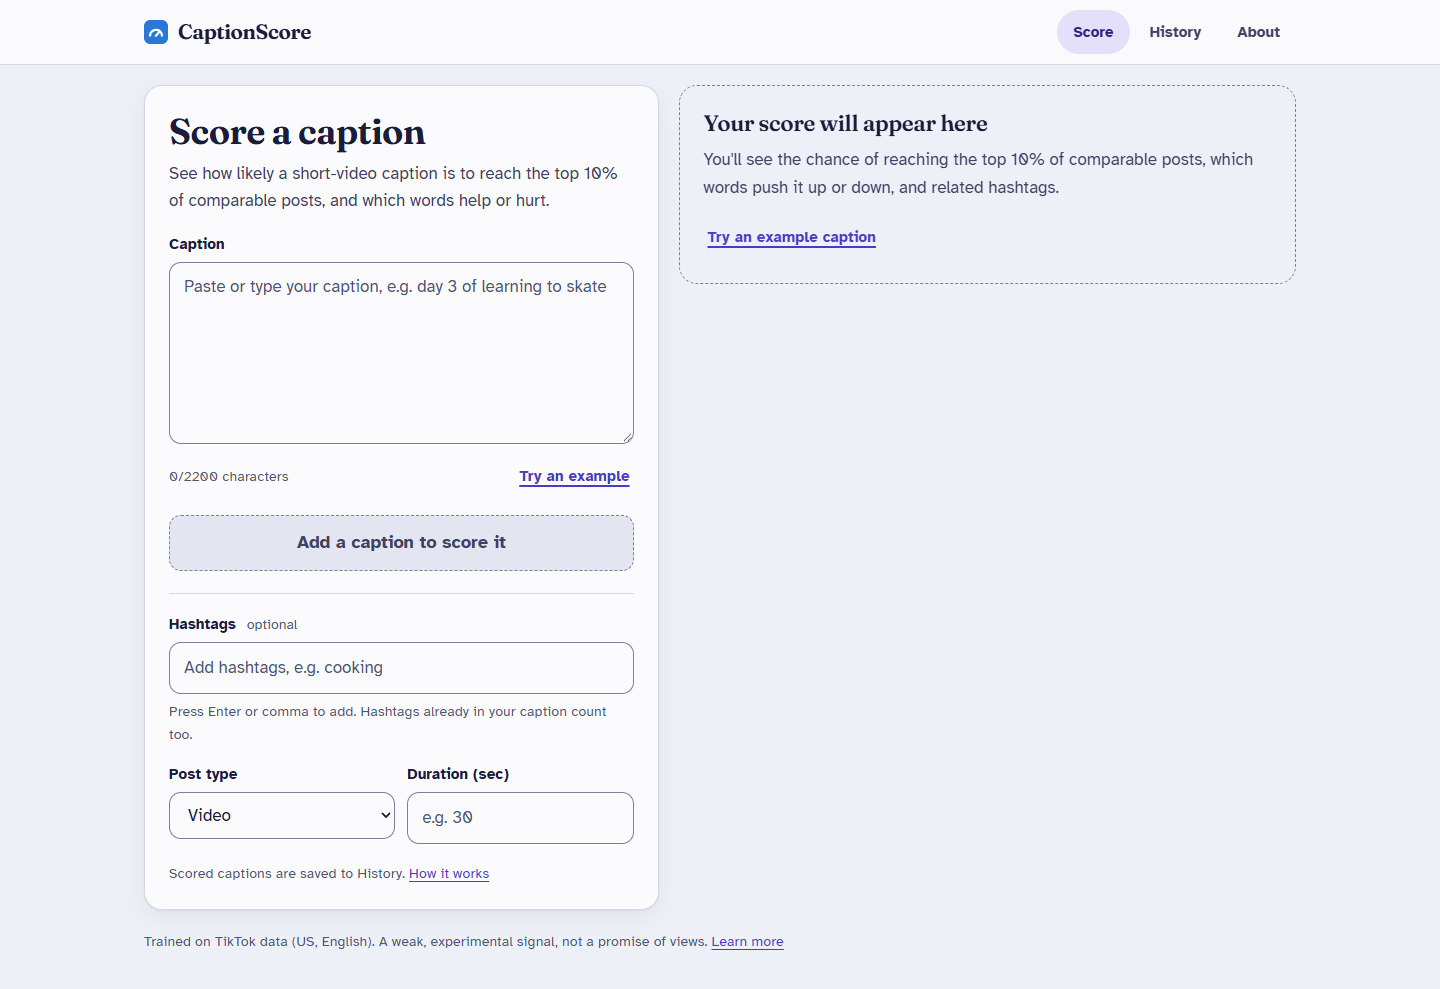 CaptionScore
Score
History
About
Score a caption
See how likely a short-video caption is to reach the top 10%
of comparable posts, and which words help or hurt.
Caption
Paste or type your caption, e.g. day 3 of learning to skate
0/2200 characters
Try an example
Add a caption to score it
Hashtags optional
Add hashtags, e.g. cooking
Press Enter or comma to add. Hashtags already in your caption count
too.
Post type
Duration (sec)
Video
e.g. 30
Scored captions are saved to History. How it works
Your score will appear here
You'll see the chance of reaching the top 10% of comparable posts, which
words push it up or down, and related hashtags.
Try an example caption
Trained on TikTok data (US, English). A weak, experimental signal, not a promise of views. Learn more